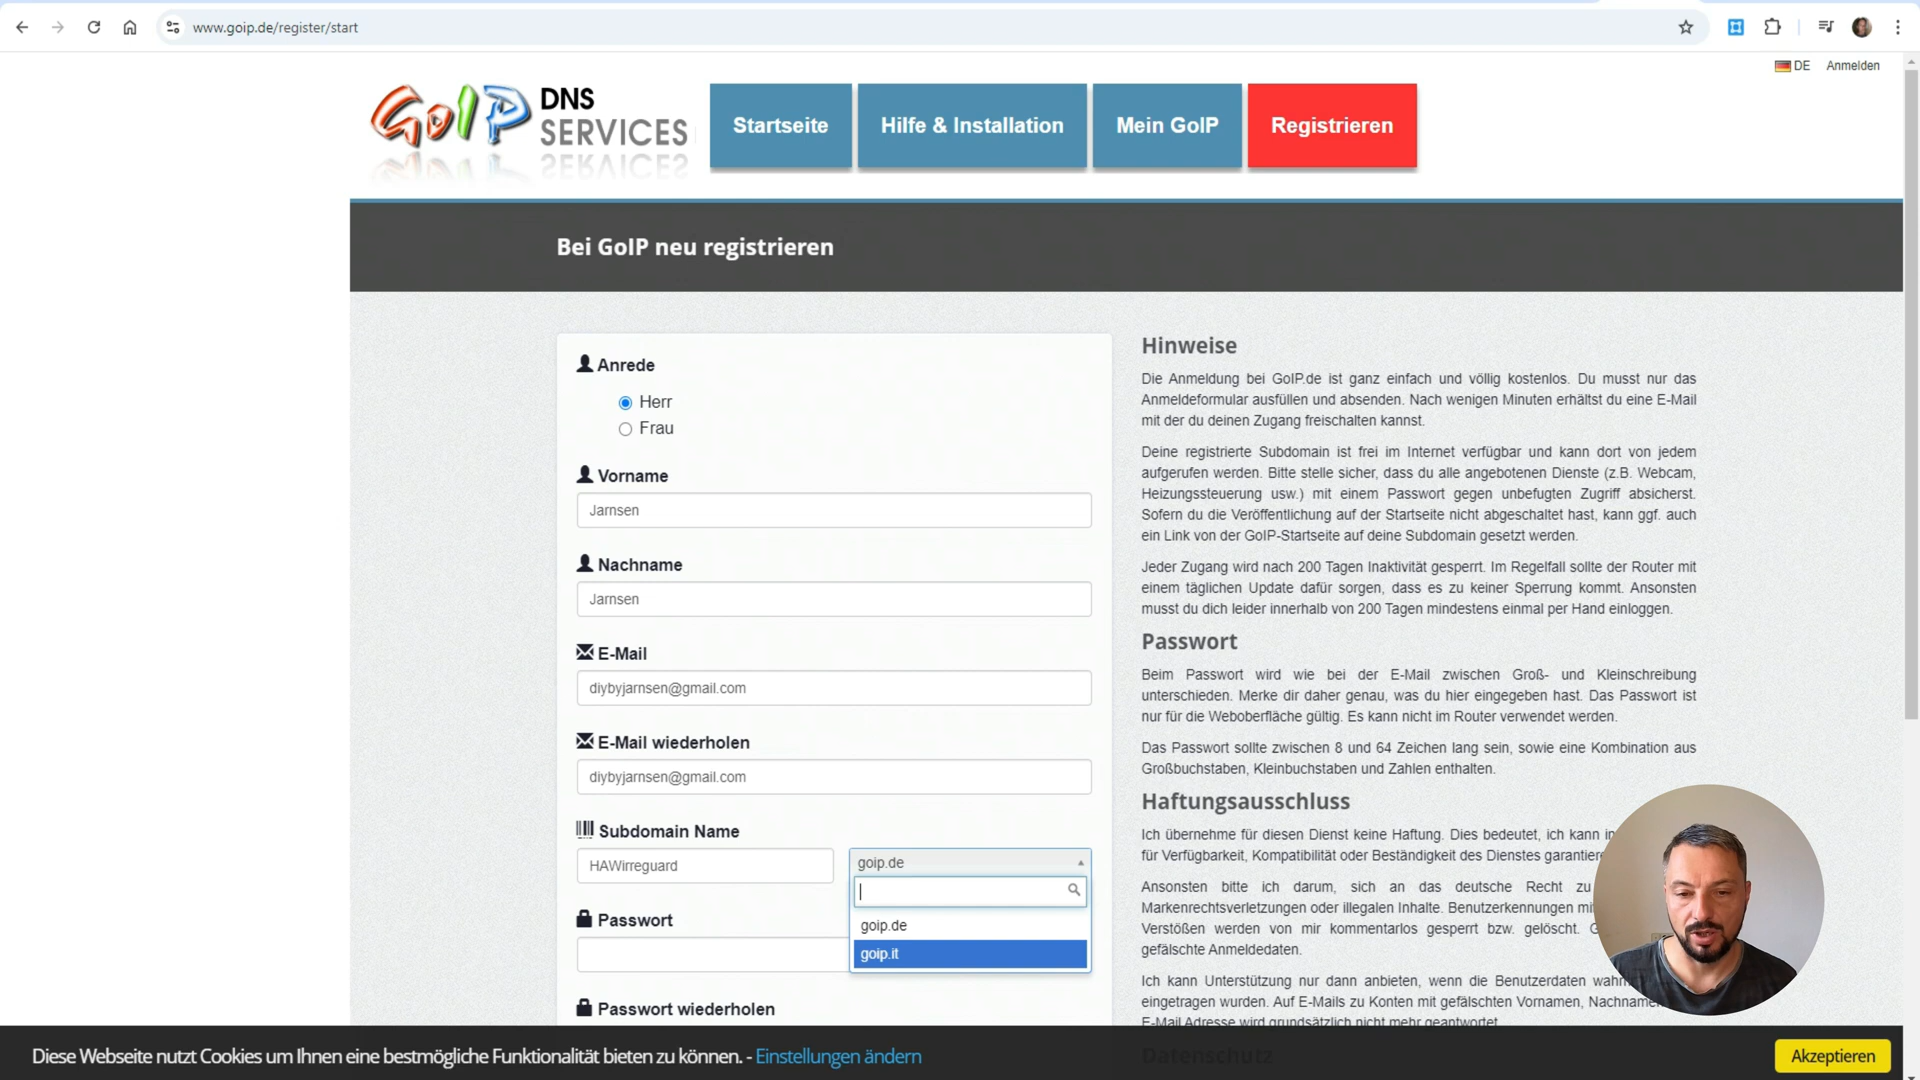 www.goip.de/register/start
DE Anmelden
GoIP DNS SERVICES
Startseite
Hilfe & Installation
Mein GoIP
Registrieren
Bei GoIP neu registrieren
Anrede
Herr
Frau
Vorname
Jarnsen
Nachname
Jarnsen
E-Mail
diybyjarnsen@gmail.com
E-Mail wiederholen
diybyjarnsen@gmail.com
Subdomain Name
HAWirreguard
goip.de
goip.de
goip.it
Passwort
Passwort wiederholen
Hinweise
Die Anmeldung bei GoIP.de ist ganz einfach und völlig kostenlos. Du musst nur das
Anmeldeformular ausfüllen und absenden. Nach wenigen Minuten erhältst du eine E-Mail
mit der du deinen Zugang freischalten kannst.
Deine registrierte Subdomain ist frei im Internet verfügbar und kann dort von jedem
aufgerufen werden. Bitte stelle sicher, dass du alle angebotenen Dienste (z.B. Webcam,
Heizungssteuerung usw.) mit einem Passwort gegen unbefugten Zugriff absicherst.
Sofern du die Veröffentlichung auf der Startseite nicht abgeschaltet hast, kann ggf. auch
ein Link von der GoIP-Startseite auf deine Subdomain gesetzt werden.
Jeder Zugang wird nach 200 Tagen Inaktivität gesperrt. Im Regelfall sollte der Router mit
einem täglichen Update dafür sorgen, dass es zu keiner Sperrung kommt. Ansonsten
musst du dich leider innerhalb von 200 Tagen mindestens einmal per Hand einloggen.
Passwort
Beim Passwort wird wie bei der E-Mail zwischen Groß- und Kleinschreibung
unterschieden. Merke dir daher genau, was du hier eingegeben hast. Das Passwort ist
nur für die Weboberfläche gültig. Es kann nicht im Router verwendet werden.
Das Passwort sollte zwischen 8 und 64 Zeichen lang sein, sowie eine Kombination aus
Großbuchstaben, Kleinbuchstaben und Zahlen enthalten.
Haftungsausschluss
Ich übernehme für diesen Dienst keine Haftung. Dies bedeutet, ich kann
für Verfügbarkeit, Kompatibilität oder Beständigkeit des Dienstes
Ansonsten bitte ich darum, sich an das deutsche Recht zu
Markenrechtsverletzungen oder illegalen Inhalte. Benutzerkennungen
Verstößen werden von mir kommentarlos gesperrt bzw. gelöscht.
gefälschte Anmeldedaten.
Ich kann Unterstützung nur dann anbieten, wenn die Benutzerdaten
eingetragen wurden. Auf E-Mails zu Konten mit gefälschten Vornamen,
E-Mail Adresse wird grundsätzlich nicht mehr geantwortet.
Datenschutz
Diese Webseite nutzt Cookies um Ihnen eine bestmögliche Funktionalität bieten zu können. - Einstellungen ändern
Akzeptieren